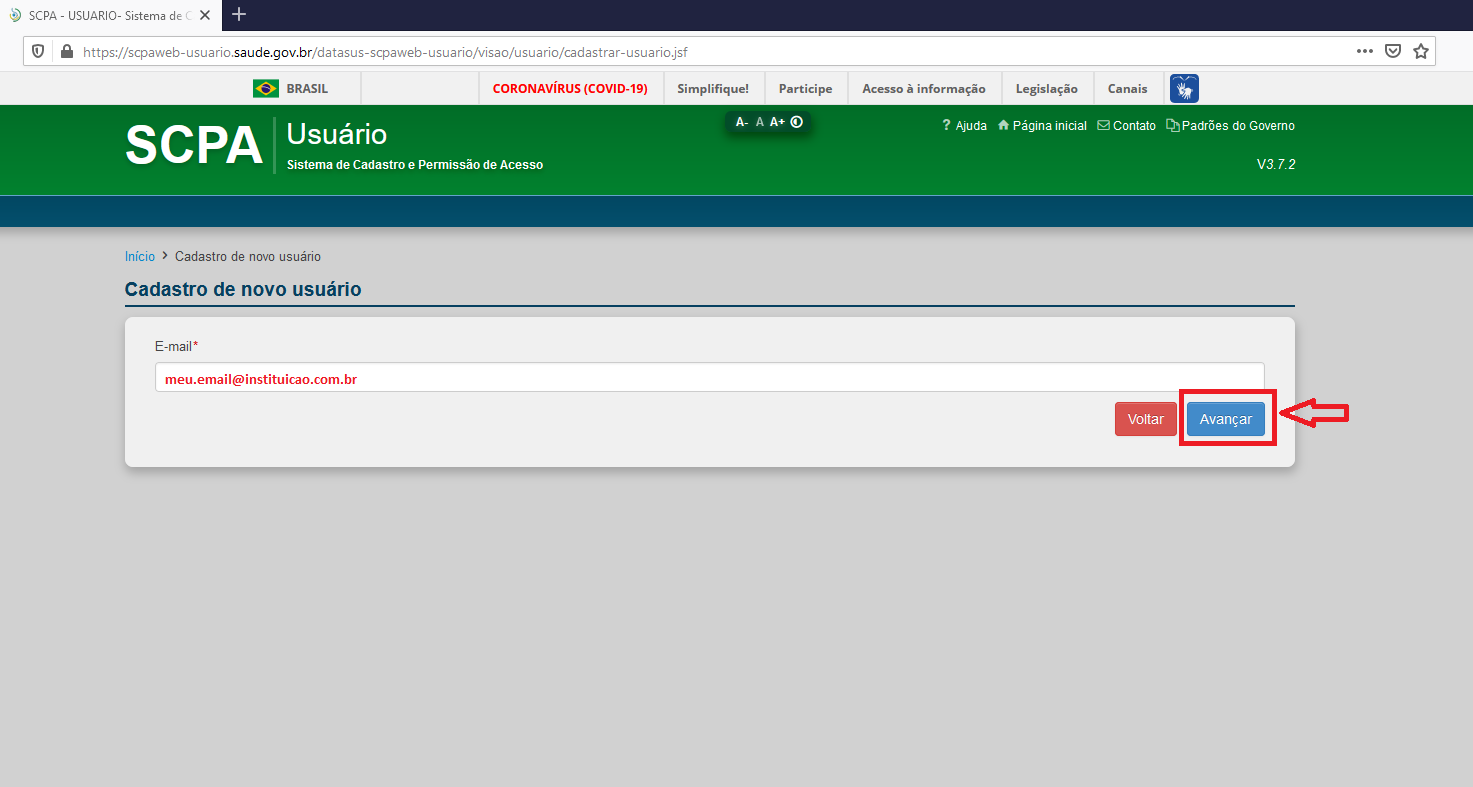 SCPA - USUARIO- Sistema de C
https://scpaweb-usuario.saude.gov.br/datasus-scpaweb-usuario/visao/usuario/cadastrar-usuario.jsf
BRASIL CORONAVÍRUS (COVID-19) Simplifique! Participe Acesso à informação Legislação Canais
A- A A+ ? Ajuda Página inicial Contato Padrões do Governo
SCPA Usuário
Sistema de Cadastro e Permissão de Acesso
V3.7.2
Início > Cadastro de novo usuário
Cadastro de novo usuário
E-mail*
meu.email@instituicao.com.br
Voltar Avançar